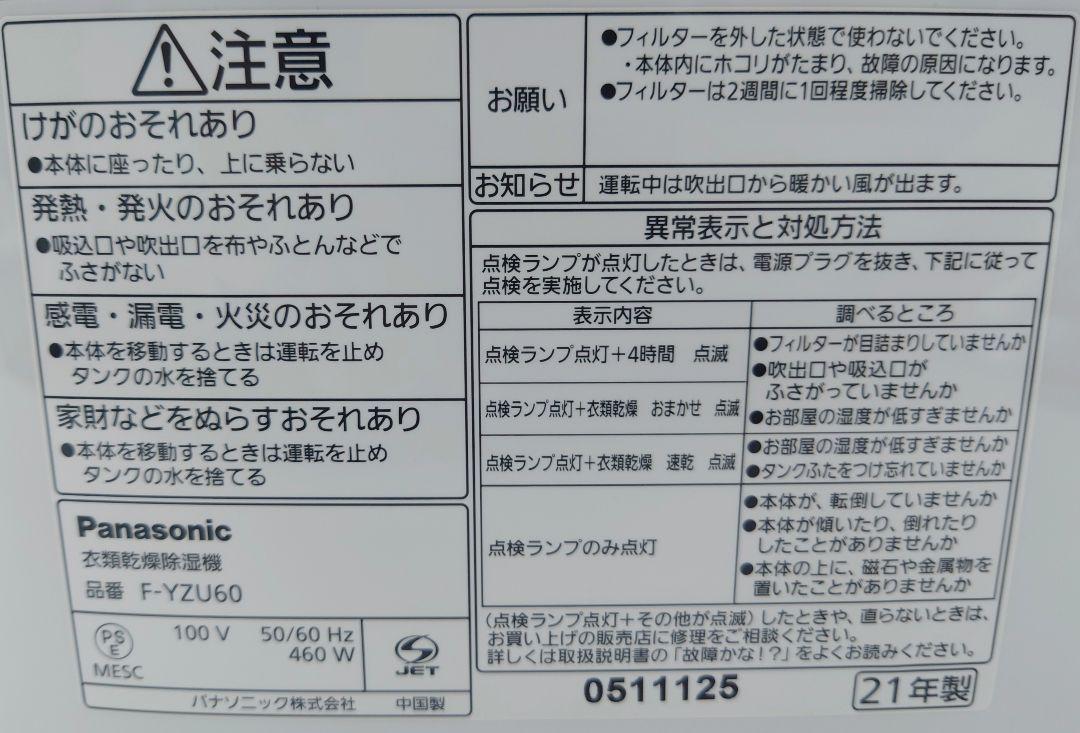 注意
けがのおそれあり
●本体に座ったり、上に乗らない
発熱・発火のおそれあり
●吸込口や吹出口を布やふとんなどで
ふさがない
感電・漏電・火災のおそれあり
●本体を移動するときは運転を止め
タンクの水を捨てる
家財などをぬらすおそれあり
●本体を移動するときは運転を止め
タンクの水を捨てる
Panasonic
衣類乾燥除湿機
品番 F-YZU60
PS
E
MESC
100 V 50/60 Hz
460 W
JET
パナソニック株式会社 中国製
お願い
●フィルターを外した状態で使わないでください。
・本体内にホコリがたまり、故障の原因になります。
●フィルターは2週間に1回程度掃除してください。
お知らせ
運転中は吹出口から暖かい風が出ます。
異常表示と対処方法
点検ランプが点灯したときは、電源プラグを抜き、下記に従って
点検を実施してください。
表示内容 調べるところ
点検ランプ点灯+4時間 点滅
点検ランプ点灯+衣類乾燥 おまかせ 点滅
●フィルターが目詰まりしていませんか
●吹出口や吸込口が
ふさがっていませんか
●お部屋の湿度が低すぎませんか
点検ランプ点灯+衣類乾燥 速乾 点滅
●お部屋の湿度が低すぎませんか
●タンクふたをつけ忘れていませんか
点検ランプのみ点灯
●本体が、転倒していませんか
●本体が傾いたり、倒れたり
したことがありませんか
●本体の上に、磁石や金属物を
置いたことがありませんか
(点検ランプ点灯+その他が点滅)したときや、直らないときは、
お買い上げの販売店に修理をご相談ください。
詳しくは取扱説明書の「故障かな!?」をよくお読みください。
0511125
21年製